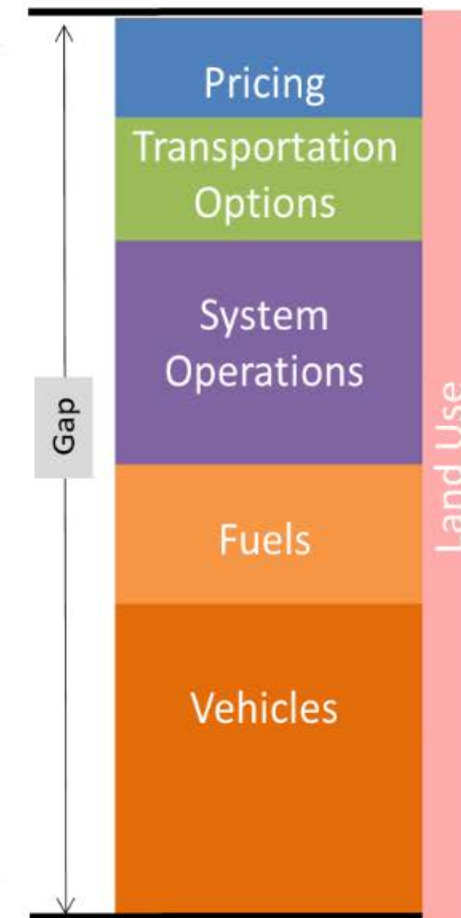 Pricing
Transportation
Options
System
Operations
Gap
Land Use
Fuels
Vehicles